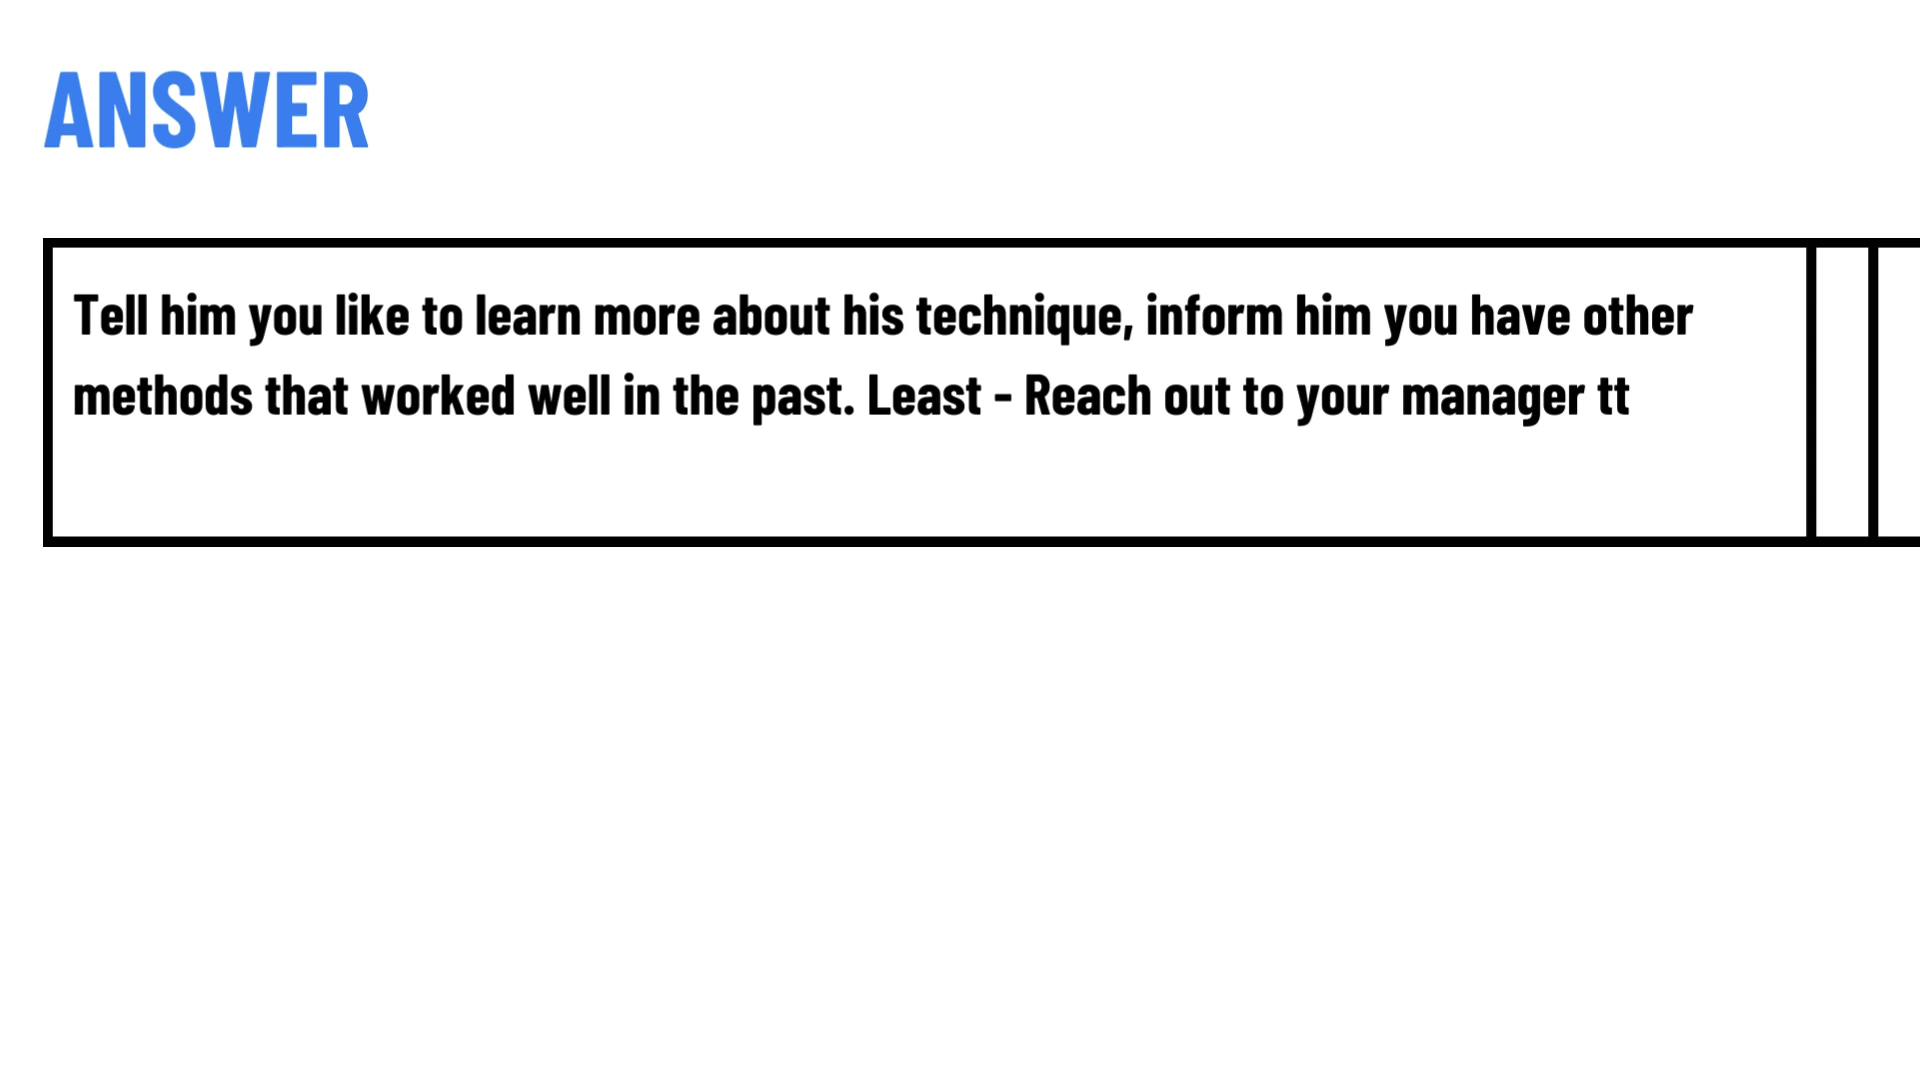 ANSWER
Tell him you like to learn more about his technique, inform him you have other
methods that worked well in the past. Least - Reach out to your manager tt